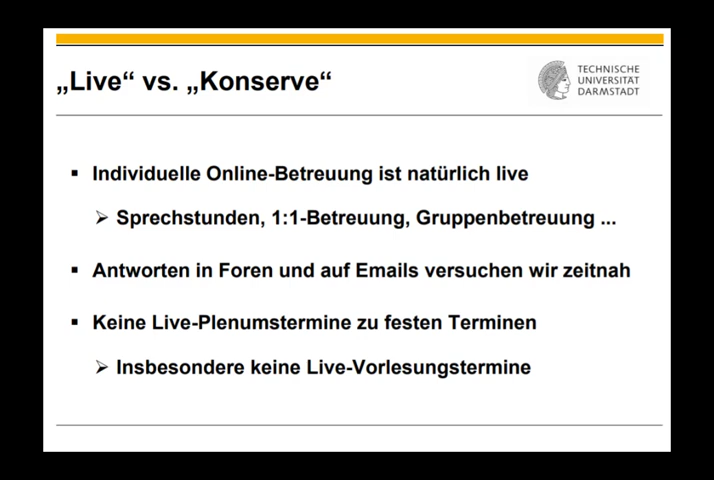 „Live“ vs. „Konserve“
TECHNISCHE
UNIVERSITÄT
DARMSTADT
▪ Individuelle Online-Betreuung ist natürlich live
➢ Sprechstunden, 1:1-Betreuung, Gruppenbetreuung ...
▪ Antworten in Foren und auf Emails versuchen wir zeitnah
▪ Keine Live-Plenumstermine zu festen Terminen
➢ Insbesondere keine Live-Vorlesungstermine